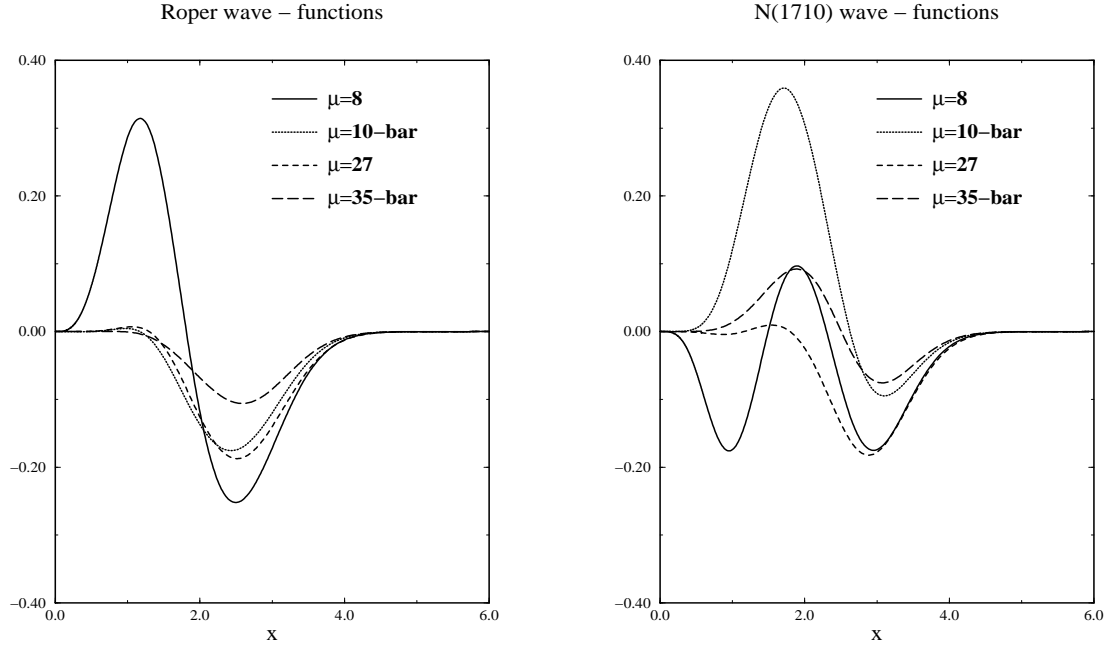 Roper wave – functions
0.40
0.20
0.00
−0.20
−0.40
0.0 2.0 4.0 6.0
x
μ=8
μ=10−bar
μ=27
μ=35−bar
N(1710) wave – functions
0.40
0.20
0.00
−0.20
−0.40
0.0 2.0 4.0 6.0
x
μ=8
μ=10−bar
μ=27
μ=35−bar